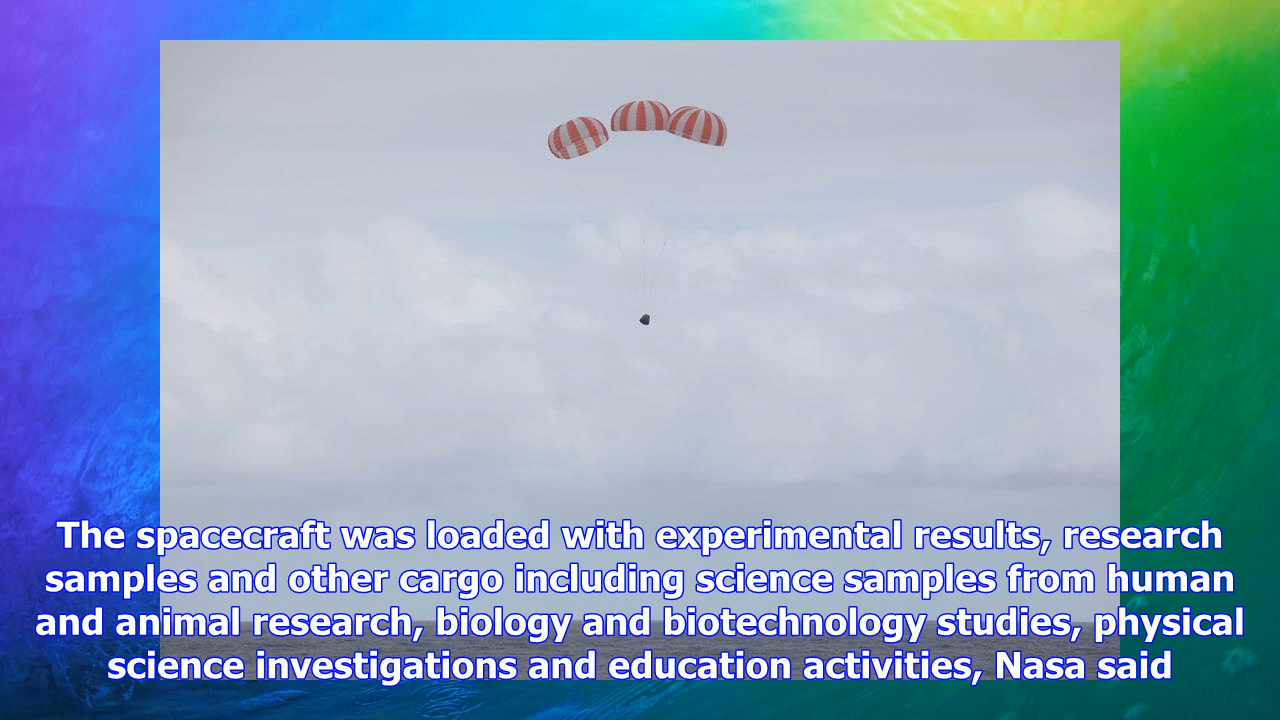 The spacecraft was loaded with experimental results, research
samples and other cargo including science samples from human
and animal research, biology and biotechnology studies, physical
science investigations and education activities, Nasa said